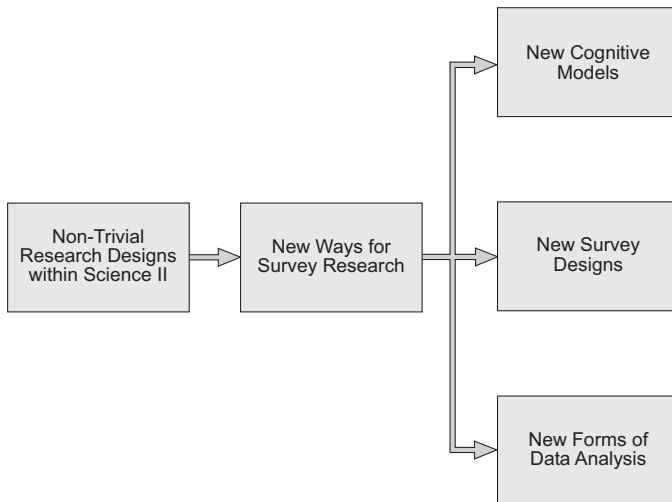 New Cognitive
Models
Non-Trivial
Research Designs
within Science II
New Ways for
Survey Research
New Survey
Designs
New Forms of
Data Analysis